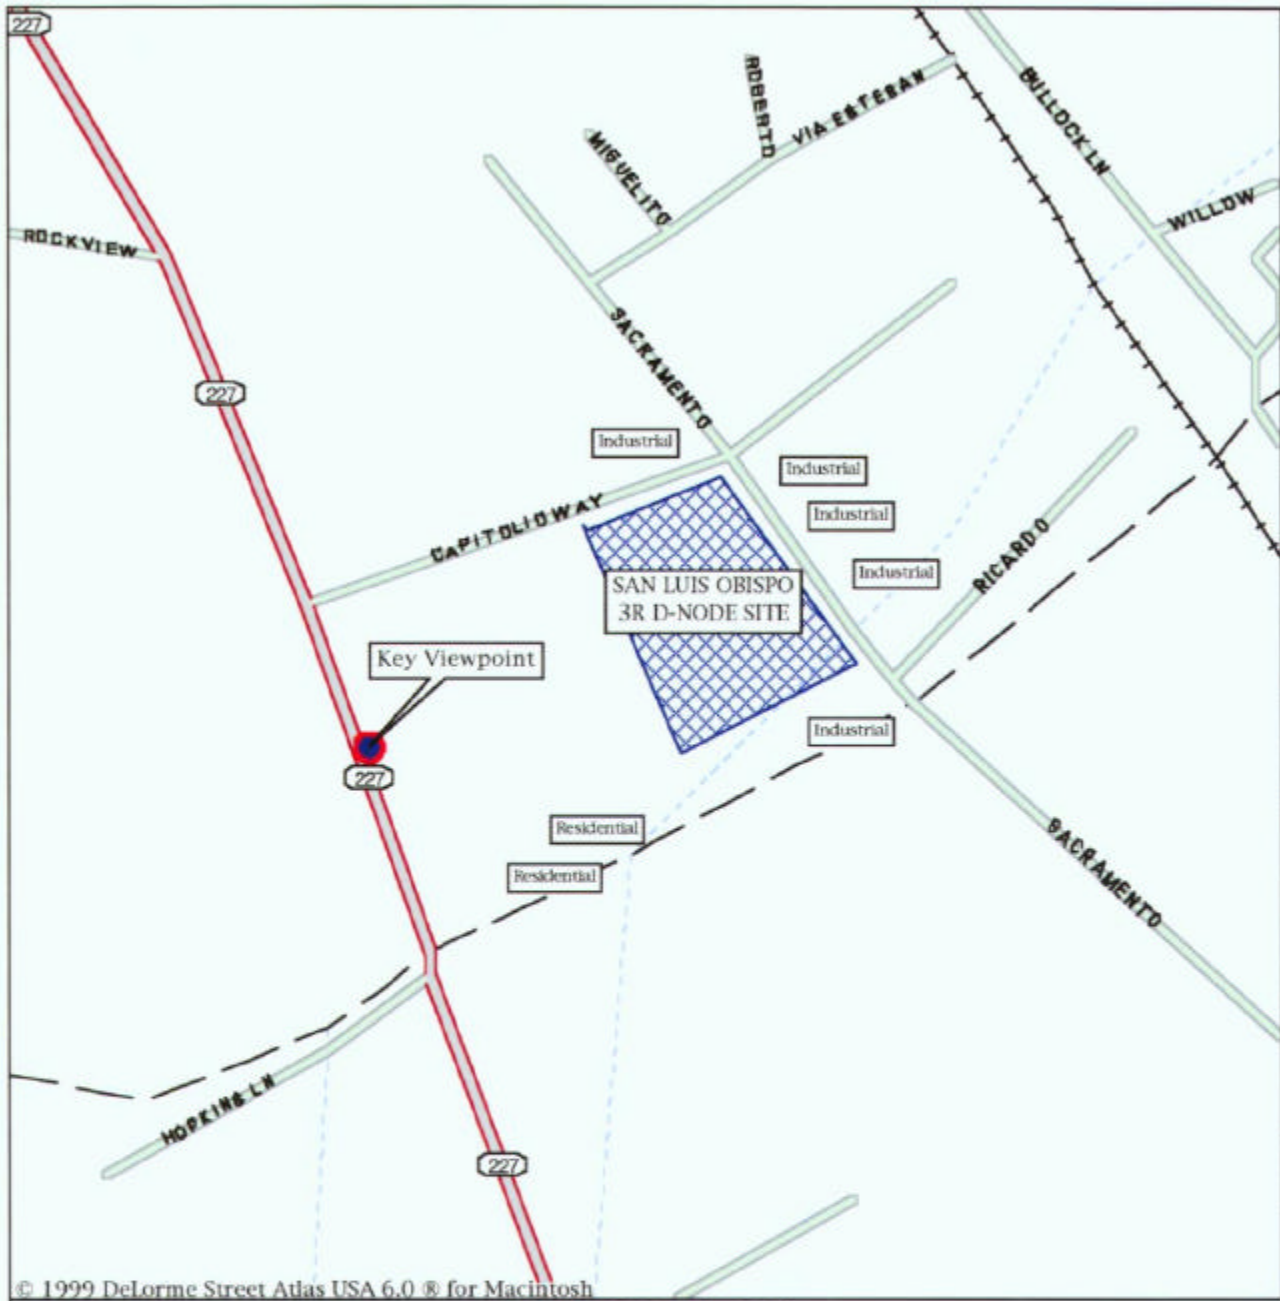 227
ROBERTO
VIA ESTEBAN
BULLOCK LN
MIGUELITO
WILLOW
ROCKVIEW
SACRAMENTO
227
Industrial
Industrial
Industrial
CAPITOLIO WAY
RICARDO
Industrial
SAN LUIS OBISPO
3R D-NODE SITE
Key Viewpoint
Industrial
227
Residential
SACRAMENTO
Residential
HOPKINS LN
227
© 1999 DeLorme Street Atlas USA 6.0 ® for Macintosh